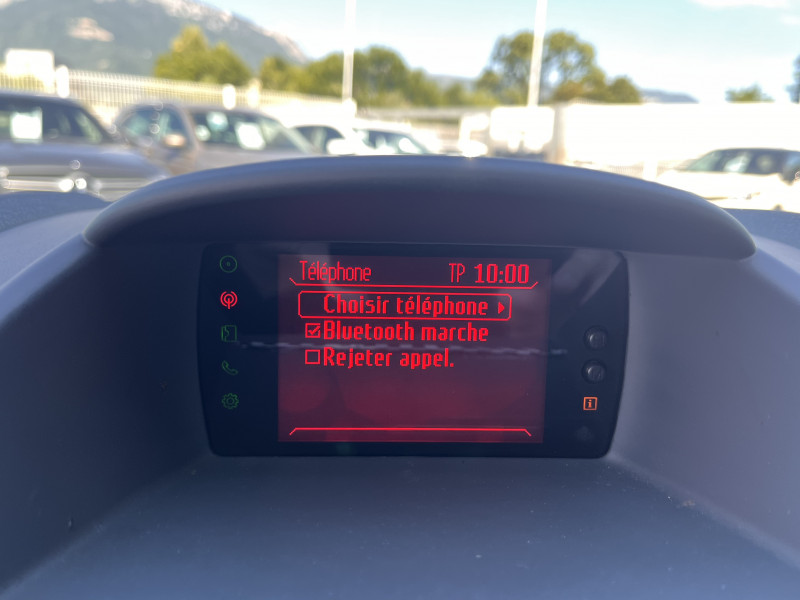 Téléphone TP 10:00
Choisir téléphone
Bluetooth marche
Rejeter appel.